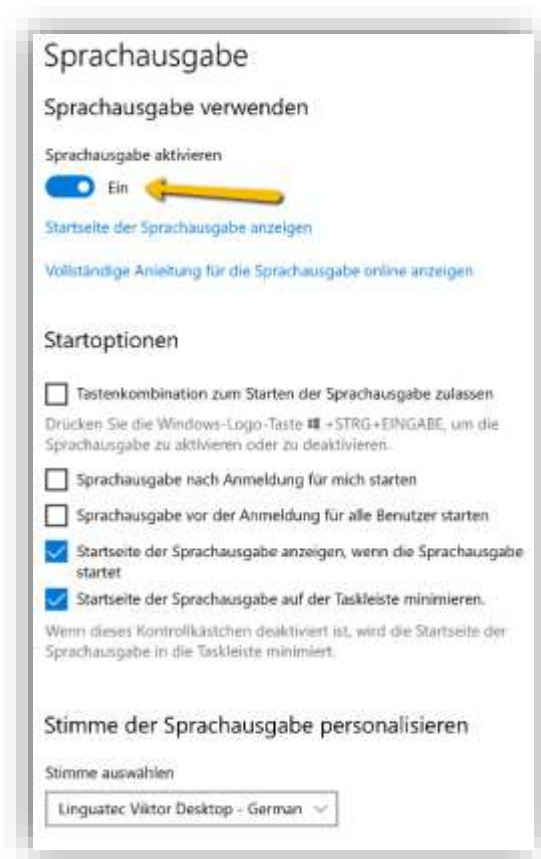 Sprachausgabe
Sprachausgabe verwenden
Sprachausgabe aktivieren
Ein
Startseite der Sprachausgabe anzeigen
Vollständige Anleitung für die Sprachausgabe online anzeigen
Startoptionen
Tastenkombination zum Starten der Sprachausgabe zulassen
Drücken Sie die Windows-Logo-Taste +STRG+EINGABE, um die
Sprachausgabe zu aktivieren oder zu deaktivieren.
Sprachausgabe nach Anmeldung für mich starten
Sprachausgabe vor der Anmeldung für alle Benutzer starten
Startseite der Sprachausgabe anzeigen, wenn die Sprachausgabe
startet
Startseite der Sprachausgabe auf der Taskleiste minimieren.
Wenn dieses Kontrollkästchen deaktiviert ist, wird die Startseite der
Sprachausgabe in die Taskleiste minimiert.
Stimme der Sprachausgabe personalisieren
Stimme auswählen
Linguatec Viktor Desktop - German